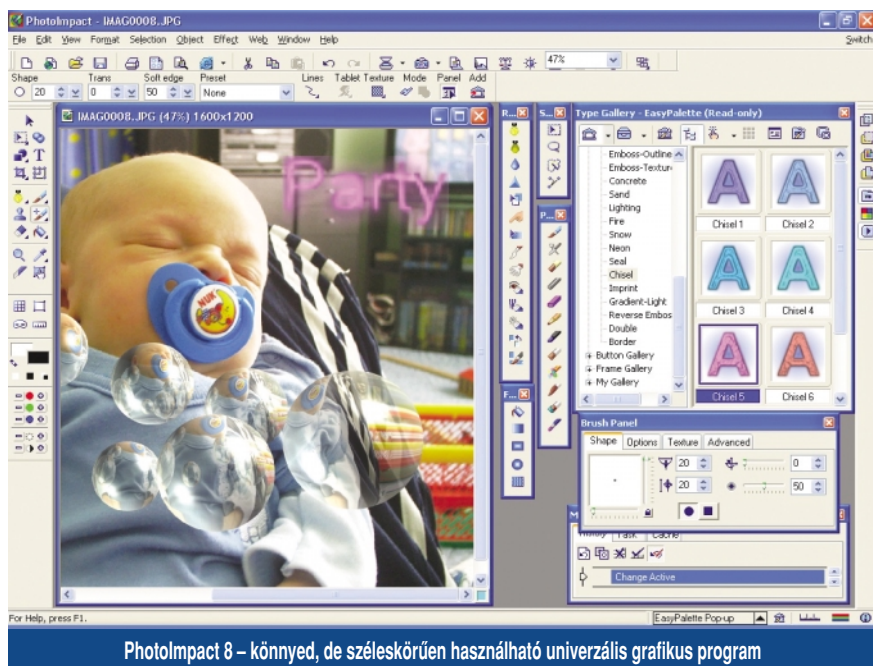 PhotoImpact - IMAG0008..JPG
File Edit View Format Selection Object Effect Web Window Help
Switch
47%
Shape Trans Soft edge Preset Lines Tablet Texture Mode Panel Add
20 0 50 None
IMAG0008..JPG (47%) 1600x1200
Party
NUK
R...
S...
P...
F...
Type Gallery - EasyPalette (Read-only)
Emboss-Outline
Emboss-Texture
Concrete
Sand
Lighting
Fire
Snow
Neon
Seal
Chisel
Imprint
Gradient-Light
Reverse Embos
Double
Border
Button Gallery
Frame Gallery
My Gallery
Chisel 1 Chisel 2
Chisel 3 Chisel 4
Chisel 5 Chisel 6
Brush Panel
Shape Options Texture Advanced
20 0
20 50
Task Cache
Change Active
For Help, press F1.
EasyPalette Pop-up
PhotoImpact 8 – könnyed, de széleskörűen használható univerzális grafikus program